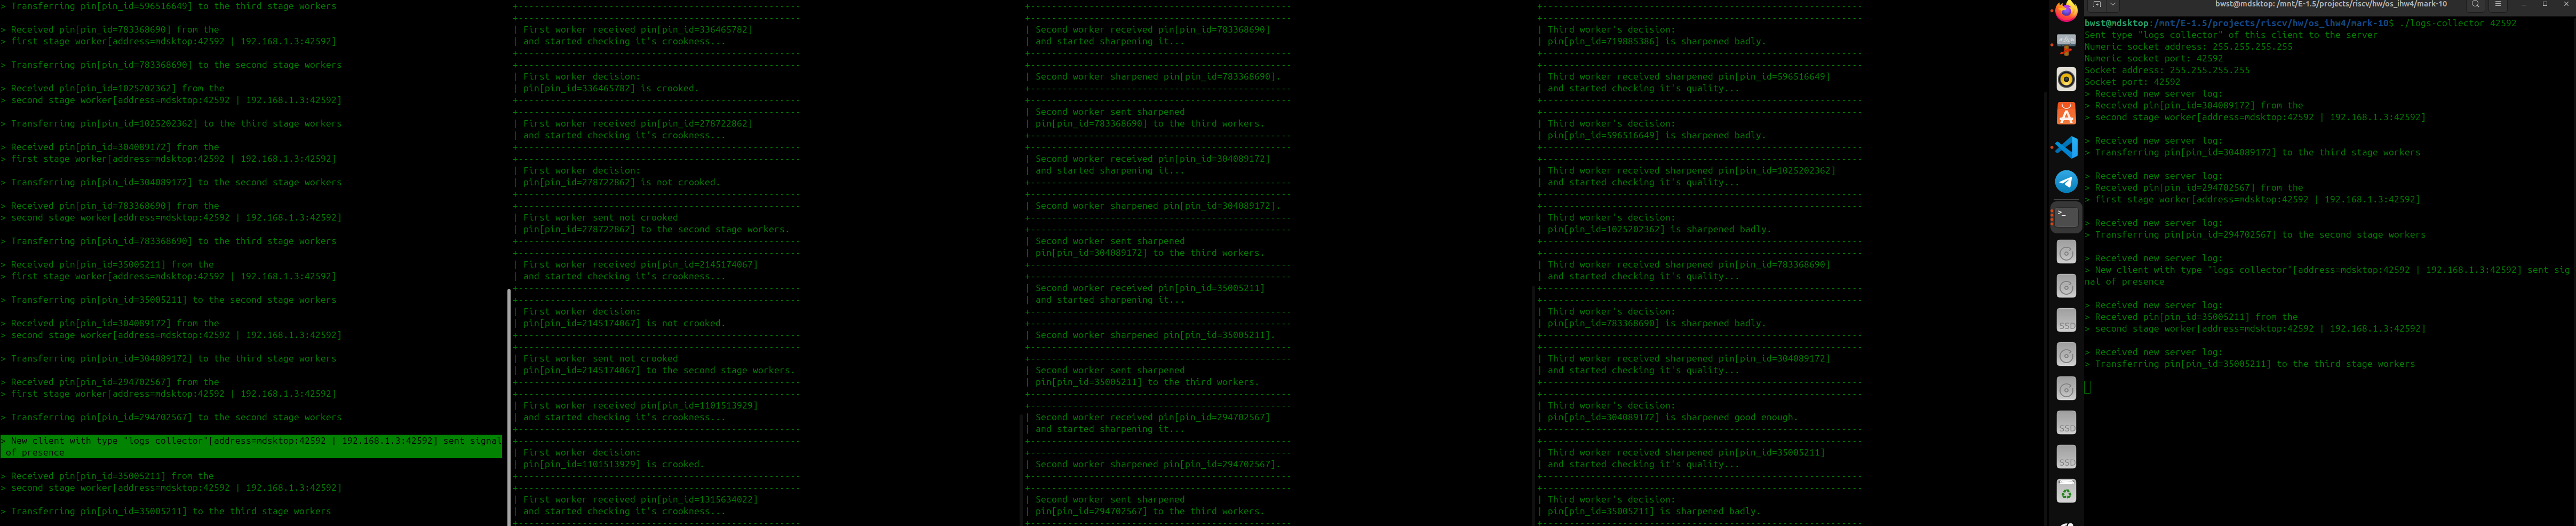 > Transferring pin[pin_id=596516649] to the third stage workers
> Received pin[pin_id=783368690] from the
> first stage worker[address=mdsktop:42592 | 192.168.1.3:42592]
> Transferring pin[pin_id=783368690] to the second stage workers
> Received pin[pin_id=1025202362] from the
> second stage worker[address=mdsktop:42592 | 192.168.1.3:42592]
> Transferring pin[pin_id=1025202362] to the third stage workers
> Received pin[pin_id=304089172] from the
> first stage worker[address=mdsktop:42592 | 192.168.1.3:42592]
> Transferring pin[pin_id=304089172] to the second stage workers
> Received pin[pin_id=783368690] from the
> second stage worker[address=mdsktop:42592 | 192.168.1.3:42592]
> Transferring pin[pin_id=783368690] to the third stage workers
> Received pin[pin_id=35005211] from the
> first stage worker[address=mdsktop:42592 | 192.168.1.3:42592]
> Transferring pin[pin_id=35005211] to the second stage workers
> Received pin[pin_id=304089172] from the
> second stage worker[address=mdsktop:42592 | 192.168.1.3:42592]
> Transferring pin[pin_id=304089172] to the third stage workers
> Received pin[pin_id=294702567] from the
> first stage worker[address=mdsktop:42592 | 192.168.1.3:42592]
> Transferring pin[pin_id=294702567] to the second stage workers
> New client with type "logs collector"[address=mdsktop:42592 | 192.168.1.3:42592] sent signal
of presence
> Received pin[pin_id=35005211] from the
> second stage worker[address=mdsktop:42592 | 192.168.1.3:42592]
> Transferring pin[pin_id=35005211] to the third stage workers
+------------------------------------------------------
+------------------------------------------------------
| First worker received pin[pin_id=336465782]
| and started checking it's crookness...
+------------------------------------------------------
+------------------------------------------------------
| First worker decision:
| pin[pin_id=336465782] is crooked.
+------------------------------------------------------
+------------------------------------------------------
| First worker received pin[pin_id=278722862]
| and started checking it's crookness...
+------------------------------------------------------
+------------------------------------------------------
| First worker decision:
| pin[pin_id=278722862] is not crooked.
+------------------------------------------------------
+------------------------------------------------------
| First worker sent not crooked
| pin[pin_id=278722862] to the second stage workers.
+------------------------------------------------------
+------------------------------------------------------
| First worker received pin[pin_id=2145174067]
| and started checking it's crookness...
+------------------------------------------------------
+------------------------------------------------------
| First worker decision:
| pin[pin_id=2145174067] is not crooked.
+------------------------------------------------------
+------------------------------------------------------
| First worker sent not crooked
| pin[pin_id=2145174067] to the second stage workers.
+------------------------------------------------------
+------------------------------------------------------
| First worker received pin[pin_id=1101513929]
| and started checking it's crookness...
+------------------------------------------------------
+------------------------------------------------------
| First worker decision:
| pin[pin_id=1101513929] is crooked.
+------------------------------------------------------
+------------------------------------------------------
| First worker received pin[pin_id=1315634022]
| and started checking it's crookness...
+------------------------------------------------------
+--------------------------------------------------
+--------------------------------------------------
| Second worker received pin[pin_id=783368690]
| and started sharpening it...
+--------------------------------------------------
+--------------------------------------------------
| Second worker sharpened pin[pin_id=783368690].
+--------------------------------------------------
+--------------------------------------------------
| Second worker sent sharpened
| pin[pin_id=783368690] to the third workers.
+--------------------------------------------------
+--------------------------------------------------
| Second worker received pin[pin_id=304089172]
| and started sharpening it...
+--------------------------------------------------
+--------------------------------------------------
| Second worker sharpened pin[pin_id=304089172].
+--------------------------------------------------
+--------------------------------------------------
| Second worker sent sharpened
| pin[pin_id=304089172] to the third workers.
+--------------------------------------------------
+--------------------------------------------------
| Second worker received pin[pin_id=35005211]
| and started sharpening it...
+--------------------------------------------------
+--------------------------------------------------
| Second worker sharpened pin[pin_id=35005211].
+--------------------------------------------------
+--------------------------------------------------
| Second worker sent sharpened
| pin[pin_id=35005211] to the third workers.
+--------------------------------------------------
+--------------------------------------------------
| Second worker received pin[pin_id=294702567]
| and started sharpening it...
+--------------------------------------------------
+--------------------------------------------------
| Second worker sharpened pin[pin_id=294702567].
+--------------------------------------------------
+--------------------------------------------------
| Second worker sent sharpened
| pin[pin_id=294702567] to the third workers.
+--------------------------------------------------
+-------------------------------------------------------------
+-------------------------------------------------------------
| Third worker's decision:
| pin[pin_id=719885386] is sharpened badly.
+-------------------------------------------------------------
+-------------------------------------------------------------
| Third worker received sharpened pin[pin_id=596516649]
| and started checking it's quality...
+-------------------------------------------------------------
+-------------------------------------------------------------
| Third worker's decision:
| pin[pin_id=596516649] is sharpened badly.
+-------------------------------------------------------------
+-------------------------------------------------------------
| Third worker received sharpened pin[pin_id=1025202362]
| and started checking it's quality...
+-------------------------------------------------------------
+-------------------------------------------------------------
| Third worker's decision:
| pin[pin_id=1025202362] is sharpened badly.
+-------------------------------------------------------------
+-------------------------------------------------------------
| Third worker received sharpened pin[pin_id=783368690]
| and started checking it's quality...
+-------------------------------------------------------------
+-------------------------------------------------------------
| Third worker's decision:
| pin[pin_id=783368690] is sharpened badly.
+-------------------------------------------------------------
+-------------------------------------------------------------
| Third worker received sharpened pin[pin_id=304089172]
| and started checking it's quality...
+-------------------------------------------------------------
+-------------------------------------------------------------
| Third worker's decision:
| pin[pin_id=304089172] is sharpened good enough.
+-------------------------------------------------------------
+-------------------------------------------------------------
| Third worker received sharpened pin[pin_id=35005211]
| and started checking it's quality...
+-------------------------------------------------------------
+-------------------------------------------------------------
| Third worker's decision:
| pin[pin_id=35005211] is sharpened badly.
+-------------------------------------------------------------
SSD
SSD
SSD
bwst@mdsktop: /mnt/E-1.5/projects/riscv/hw/os_ihw4/mark-10
bwst@mdsktop:/mnt/E-1.5/projects/riscv/hw/os_ihw4/mark-10$ ./logs-collector 42592
Sent type "logs collector" of this client to the server
Numeric socket address: 255.255.255.255
Numeric socket port: 42592
Socket address: 255.255.255.255
Socket port: 42592
> Received new server log:
> Received pin[pin_id=304089172] from the
> second stage worker[address=mdsktop:42592 | 192.168.1.3:42592]
> Received new server log:
> Transferring pin[pin_id=304089172] to the third stage workers
> Received new server log:
> Received pin[pin_id=294702567] from the
> first stage worker[address=mdsktop:42592 | 192.168.1.3:42592]
> Received new server log:
> Transferring pin[pin_id=294702567] to the second stage workers
> Received new server log:
> New client with type "logs collector"[address=mdsktop:42592 | 192.168.1.3:42592] sent sig
nal of presence
> Received new server log:
> Received pin[pin_id=35005211] from the
> second stage worker[address=mdsktop:42592 | 192.168.1.3:42592]
> Received new server log:
> Transferring pin[pin_id=35005211] to the third stage workers